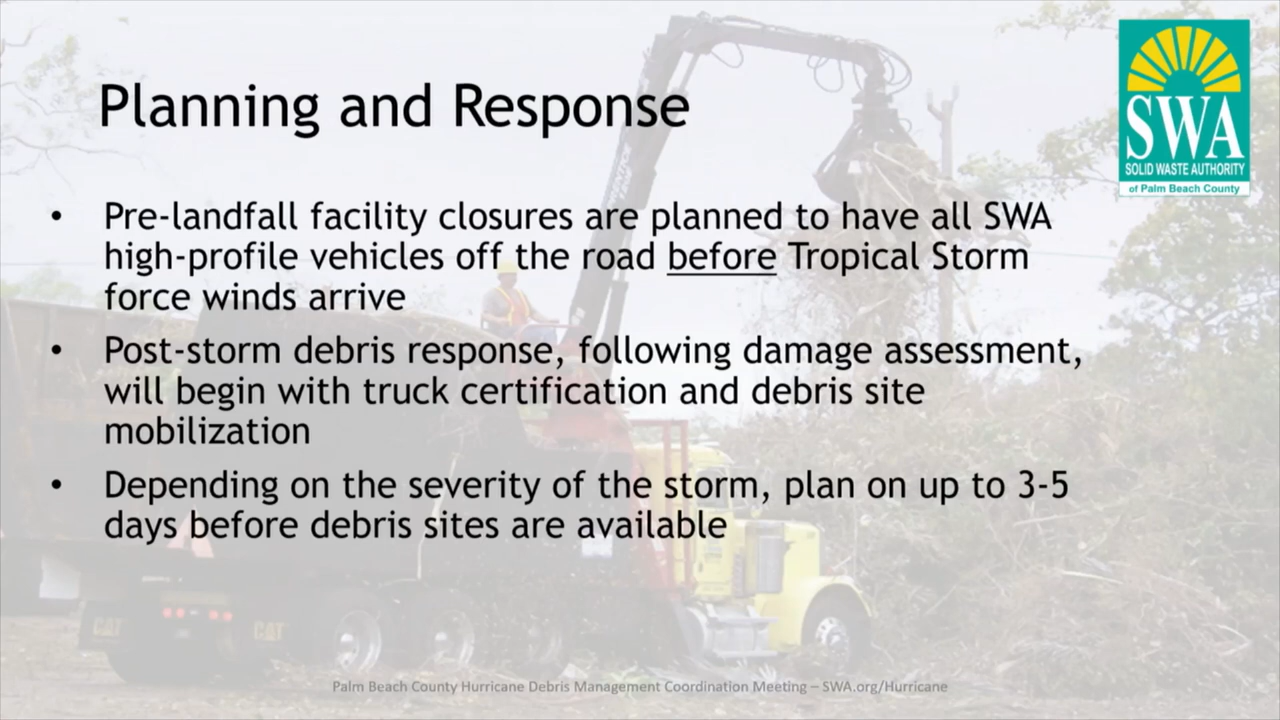 Planning and Response
SWA
SOLID WASTE AUTHORITY
of Palm Beach County
• Pre-landfall facility closures are planned to have all SWA
high-profile vehicles off the road before Tropical Storm
force winds arrive
• Post-storm debris response, following damage assessment,
will begin with truck certification and debris site
mobilization
• Depending on the severity of the storm, plan on up to 3-5
days before debris sites are available
CAT
CAT
Palm Beach County Hurricane Debris Management Coordination Meeting – SWA.org/Hurricane